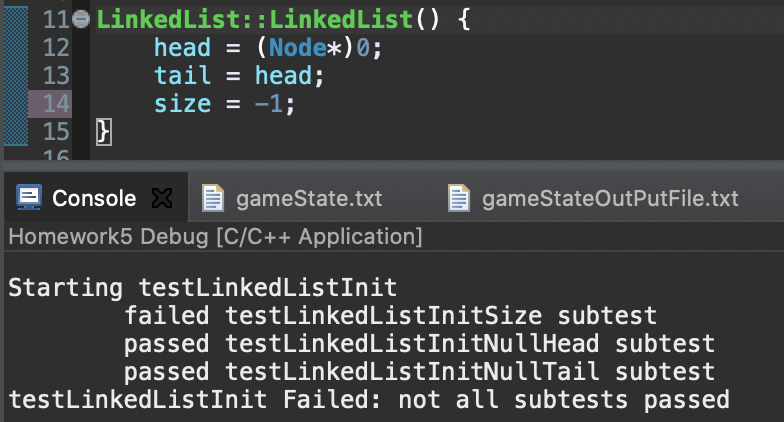 11 LinkedList::LinkedList() {
12 head = (Node*)0;
13 tail = head;
14 size = -1;
15 }
16
Console gameState.txt gameStateOutPutFile.txt
Homework5 Debug [C/C++ Application]
Starting testLinkedListInit
failed testLinkedListInitSize subtest
passed testLinkedListInitNullHead subtest
passed testLinkedListInitNullTail subtest
testLinkedListInit Failed: not all subtests passed